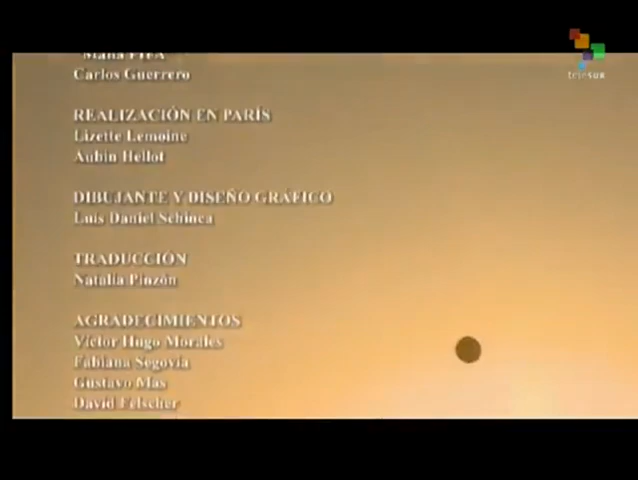 Carlos Guerrero
REALIZACIÓN EN PARÍS
Lizette Lemoine
Aubin Hellot
DIBUJANTE Y DISEÑO GRÁFICO
Luis Daniel Schinca
TRADUCCIÓN
Natalia Pinzón
AGRADECIMIENTOS
Víctor Hugo Morales
Fabiana Segovia
Gustavo Mas
David Felscher
teleSUR